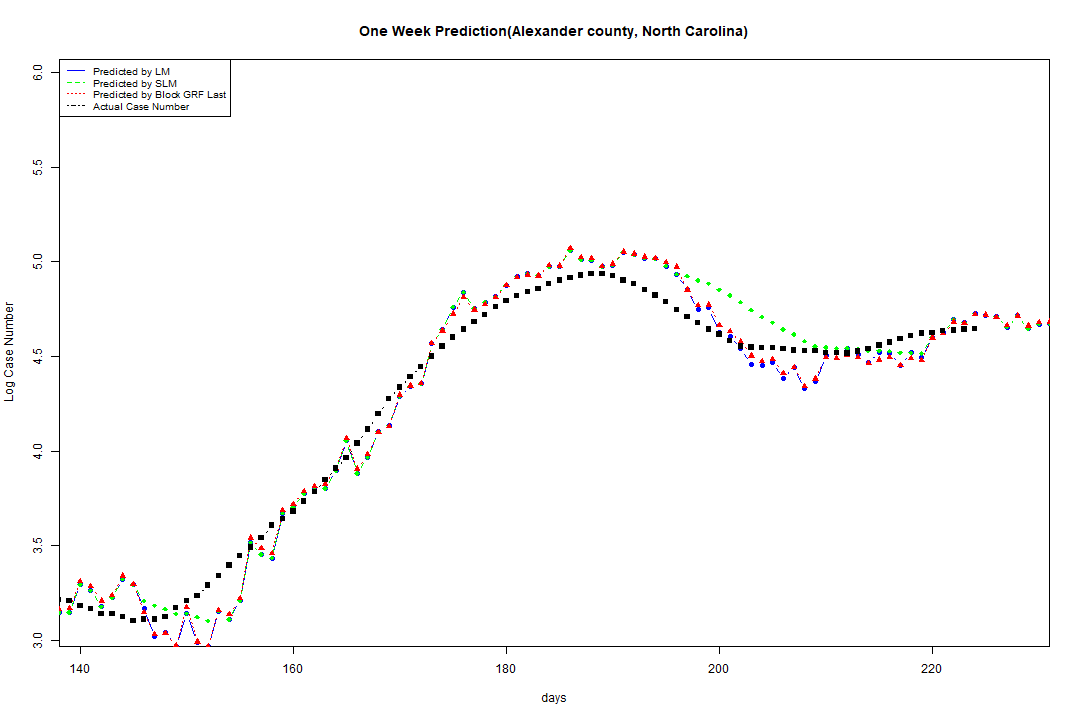 One Week Prediction(Alexander county, North Carolina)
Predicted by LM
Predicted by SLM
Predicted by Block GRF Last
Actual Case Number
6.0
5.5
5.0
4.5
4.0
3.5
3.0
Log Case Number
140 160 180 200 220
days